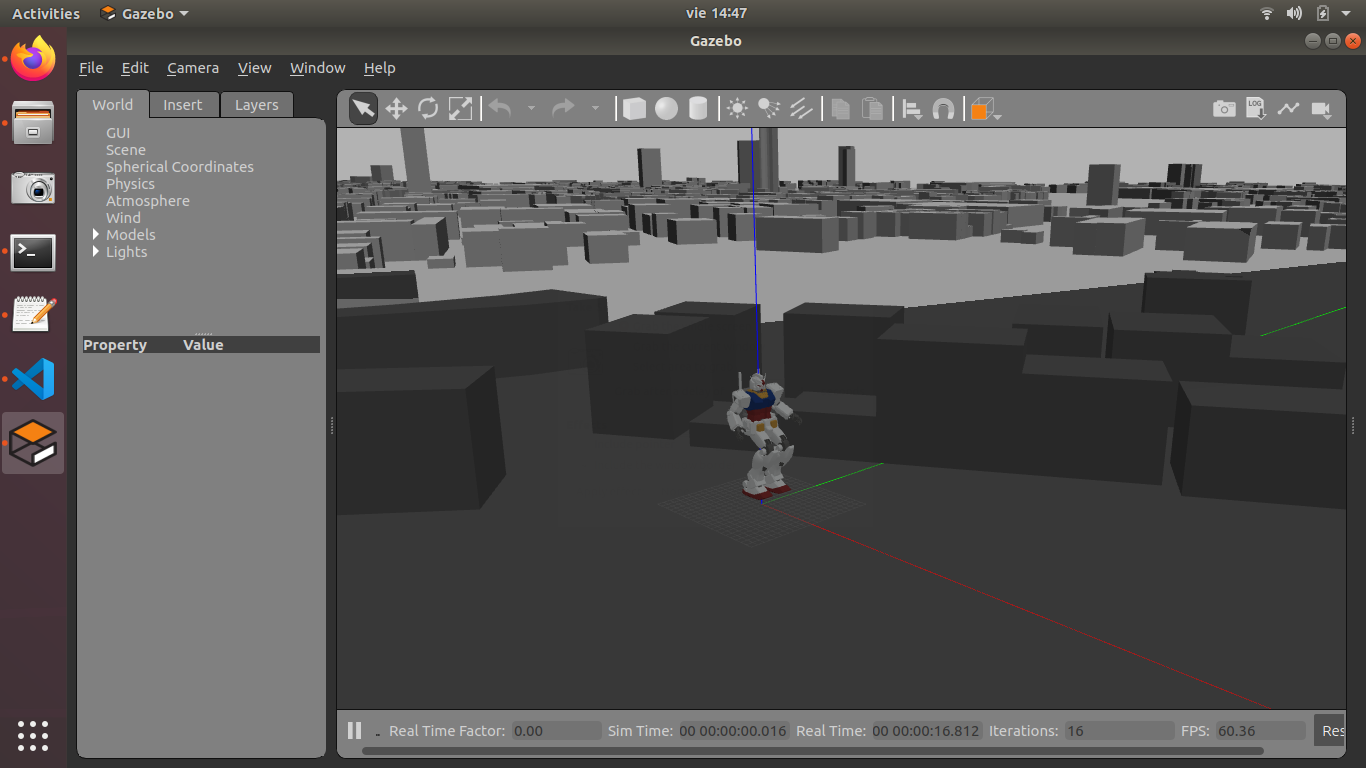 Activities Gazebo vie 14:47
Gazebo
File Edit Camera View Window Help
World Insert Layers
LOG
GUI
Scene
Spherical Coordinates
Physics
Atmosphere
Wind
Models
Lights
Property Value
Real Time Factor: 0.00 Sim Time: 00 00:00:00.016 Real Time: 00 00:00:16.812 Iterations: 16 FPS: 60.36 Res